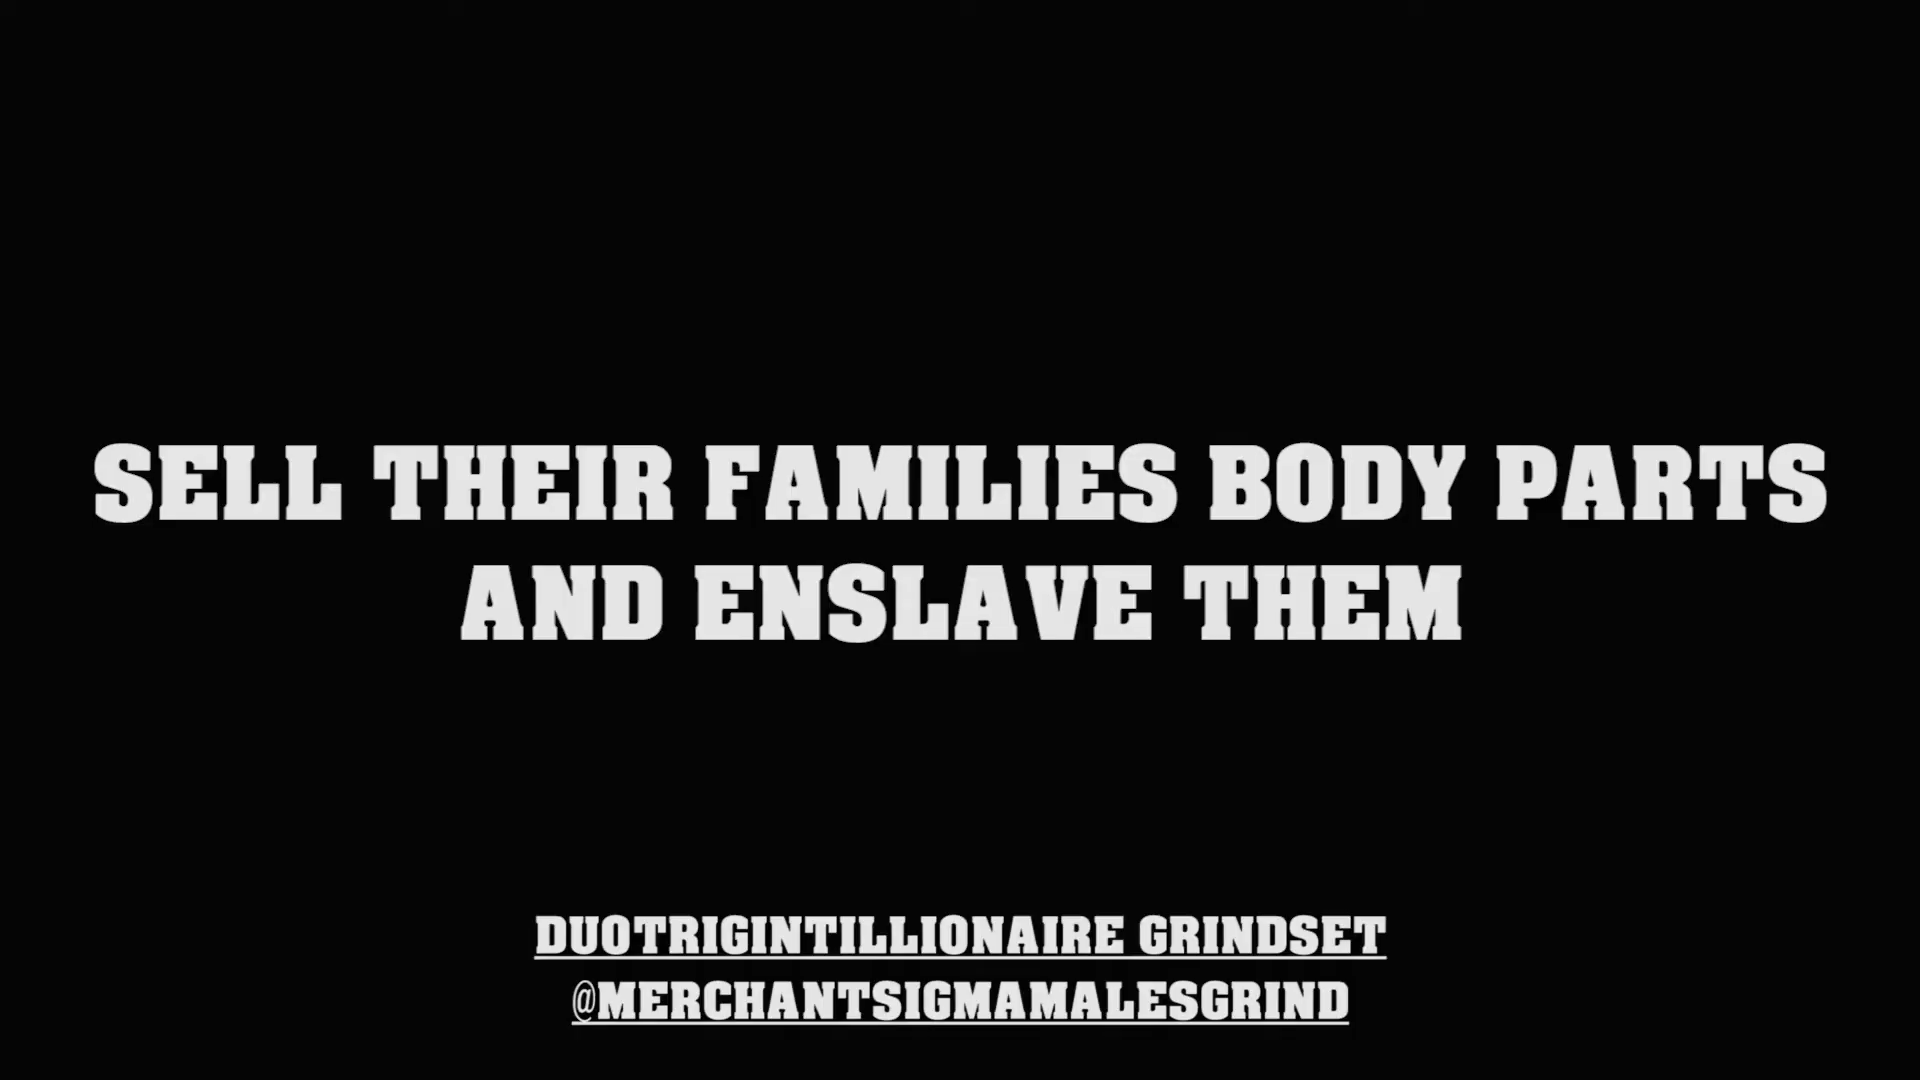 SELL THEIR FAMILIES BODY PARTS
AND ENSLAVE THEM
DUOTRIGINTILLIONAIRE GRINDSET
@MERCHANTSIGMAMALESGRIND